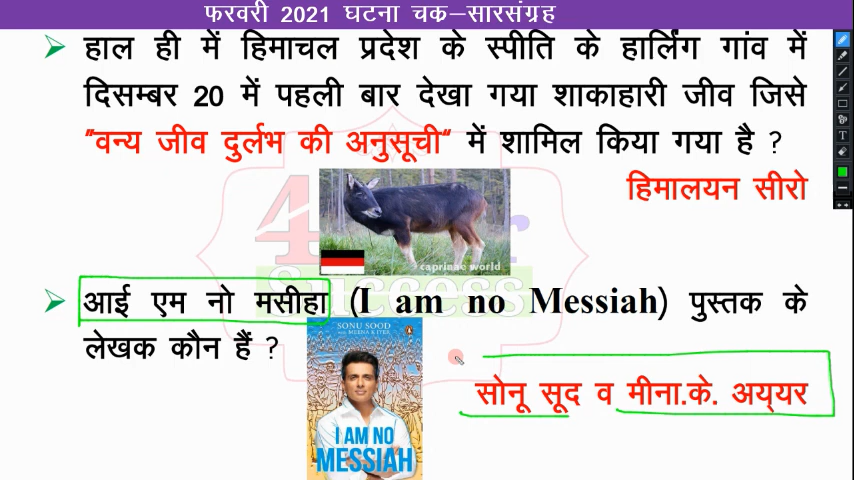 फरवरी 2021 घटना चक्र–सारसंग्रह
➢ हाल ही में हिमाचल प्रदेश के स्पीति के हार्लिंग गांव में
दिसम्बर 20 में पहली बार देखा गया शाकाहारी जीव जिसे
"वन्य जीव दुर्लभ की अनुसूची" में शामिल किया गया है ?
हिमालयन सीरो
caprinae world
Success
➢ आई एम नो मसीहा (I am no Messiah) पुस्तक के
लेखक कौन हैं ?
SONU SOOD
सोनू सूद व मीना.के. अय्यर
I AM NO
MESSIAH